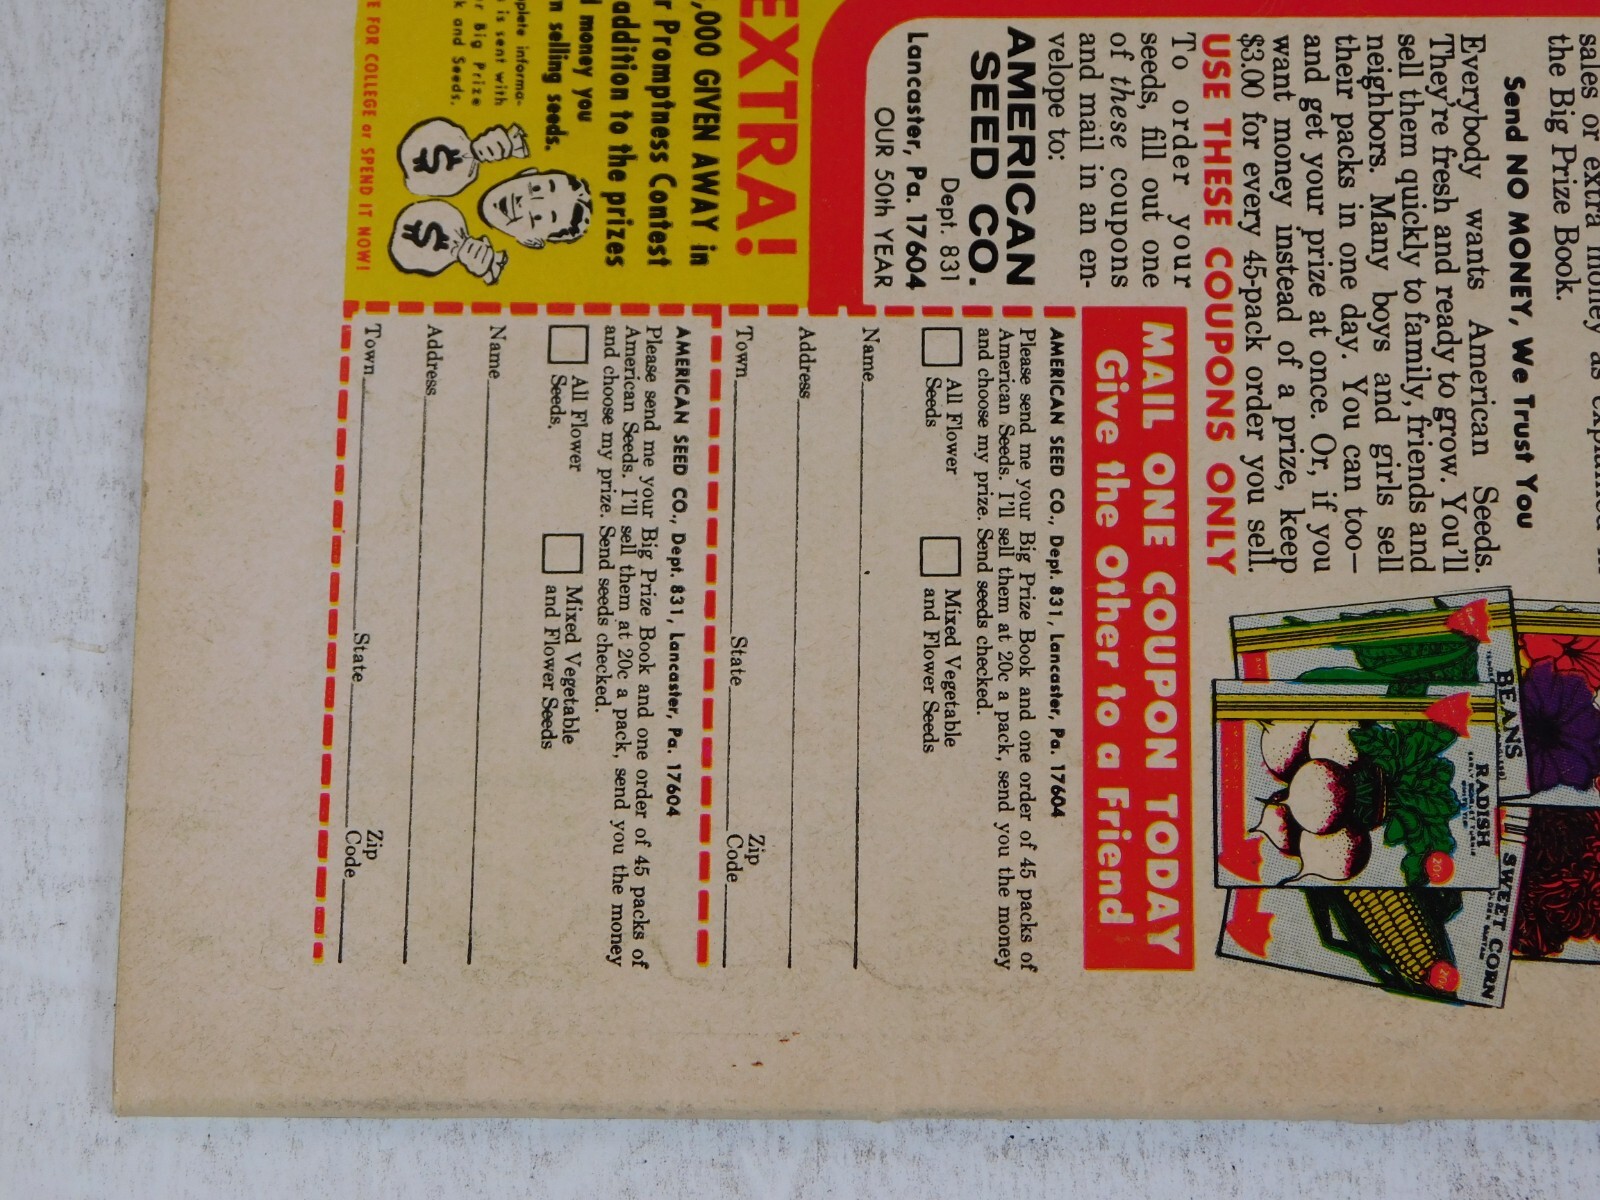 sales or extra money as
the Big Prize Book.
Send NO MONEY, We Trust You
Everybody wants American Seeds.
They're fresh and ready to grow. You'll
sell them quickly to family, friends and
neighbors. Many boys and girls sell
their packs in one day. You can too—
and get your prize at once. Or, if you
want money instead of a prize, keep
$3.00 for every 45-pack order you sell.
USE THESE COUPONS ONLY
To order your
seeds, fill out one
of these coupons
and mail in an en-
velope to:
AMERICAN
SEED CO.
Dept. 831
Lancaster, Pa. 17604
OUR 50th YEAR
EXTRA!
,000 GIVEN AWAY in
r Promptness Contest
addition to the prizes
money you
n selling seeds.
plete informa-
is sent with
r Big Prize
k and Seeds.
E FOR COLLEGE or SPEND IT NOW!
BEANS
RADISH
20¢
SWEET CORN
20¢
MAIL ONE COUPON TODAY
Give the Other to a Friend
AMERICAN SEED CO., Dept. 831, Lancaster, Pa. 17604
Please send me your Big Prize Book and one order of 45 packs of
American Seeds. I'll sell them at 20c a pack, send you the money
and choose my prize. Send seeds checked.
All Flower Mixed Vegetable
Seeds and Flower Seeds
Name
Address
Town State Zip
Code
AMERICAN SEED CO., Dept. 831, Lancaster, Pa. 17604
Please send me your Big Prize Book and one order of 45 packs of
American Seeds. I'll sell them at 20c a pack, send you the money
and choose my prize. Send seeds checked.
All Flower Mixed Vegetable
Seeds. and Flower Seeds
Name
Address
Town State Zip
Code